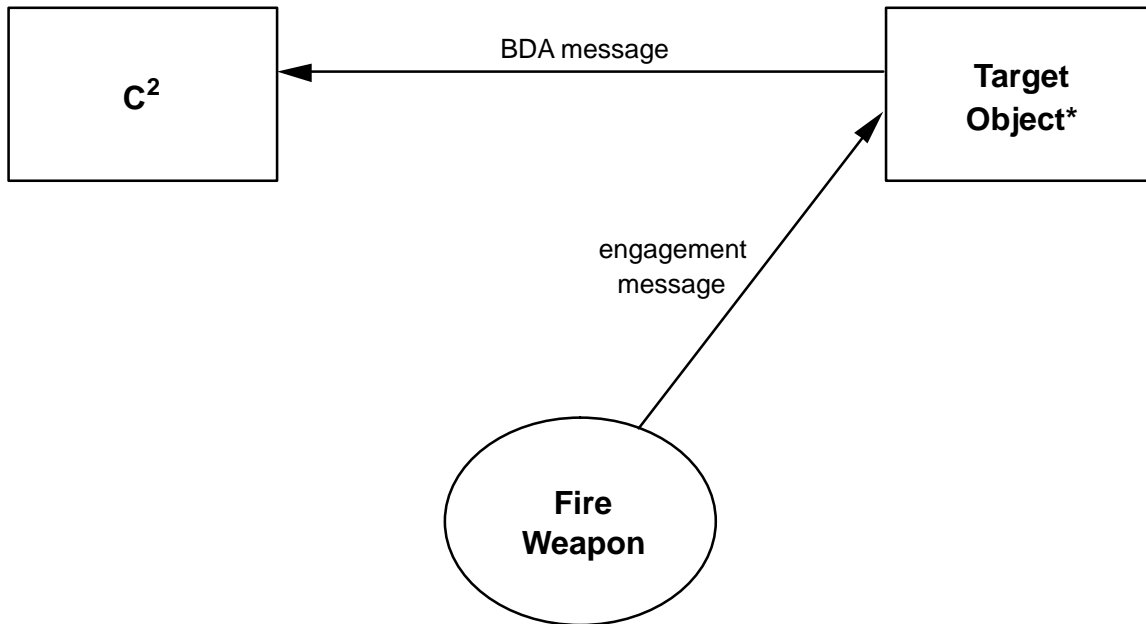 BDA message
C²
Target
Object*
engagement
message
Fire
Weapon